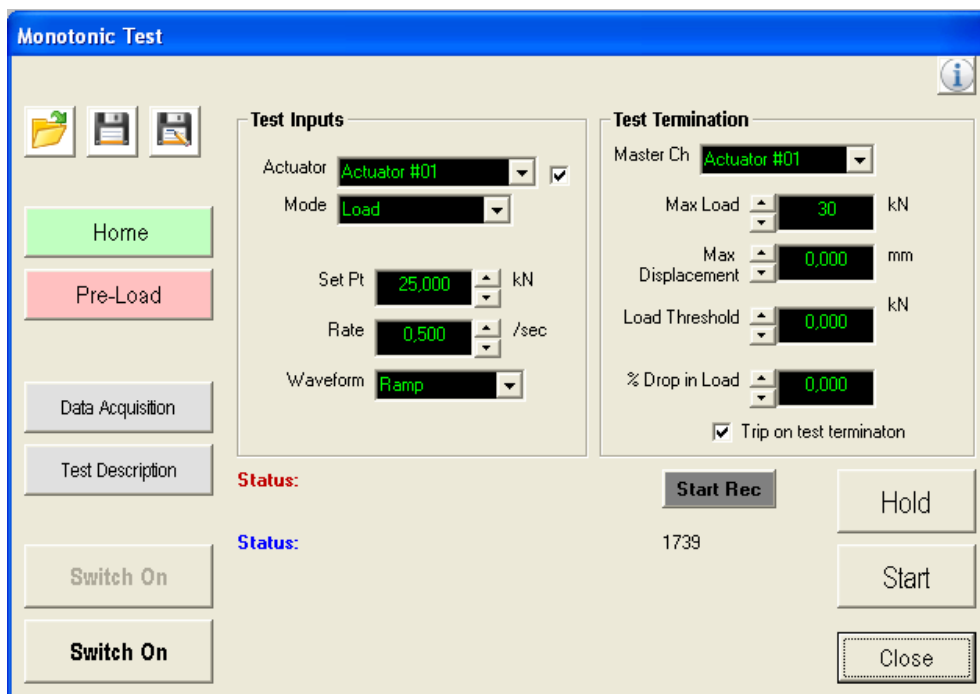 Monotonic Test
Home
Pre-Load
Data Acquisition
Test Description
Switch On
Switch On
Test Inputs
Actuator Actuator #01
Mode Load
Set Pt 25,000 kN
Rate 0,500 /sec
Waveform Ramp
Test Termination
Master Ch Actuator #01
Max Load 30 kN
Max
Displacement 0,000 mm
Load Threshold 0,000 kN
% Drop in Load 0,000
Trip on test terminaton
Status:
Start Rec
Status:
1739
Hold
Start
Close